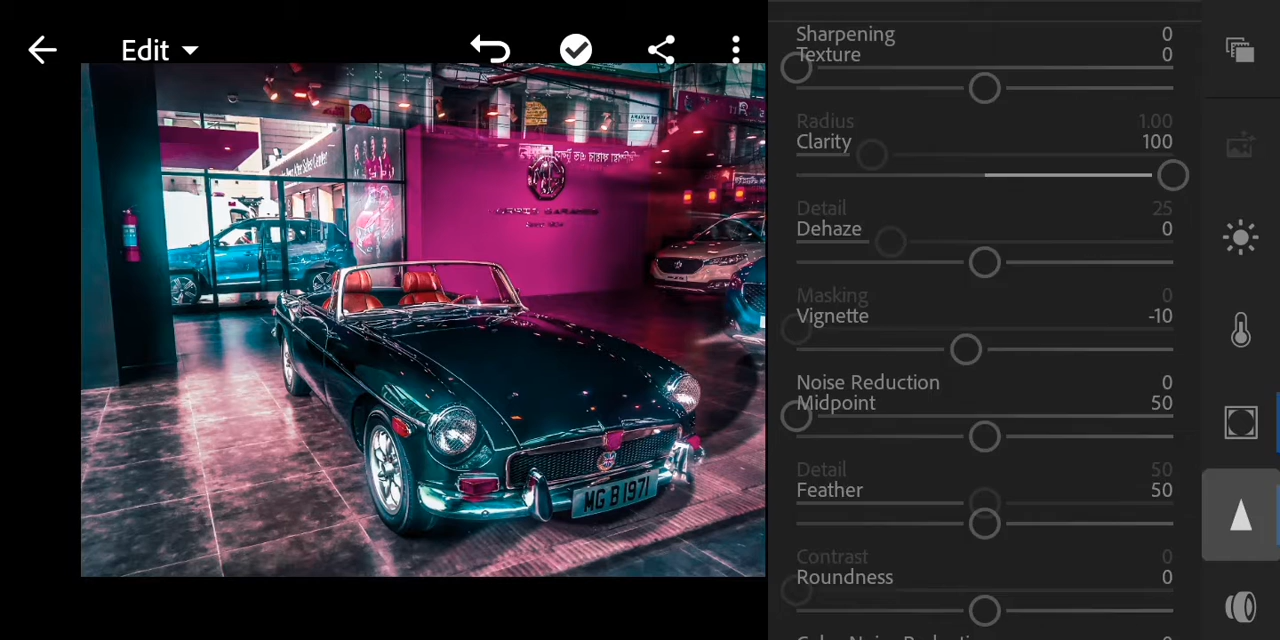 Edit
Sharpening 0
Texture 0
Radius 1.00
Clarity 100
Detail 25
Dehaze 0
Masking 0
Vignette -10
Noise Reduction 0
Midpoint 50
Detail 50
Feather 50
Contrast 0
Roundness 0
MG
MG B 1971